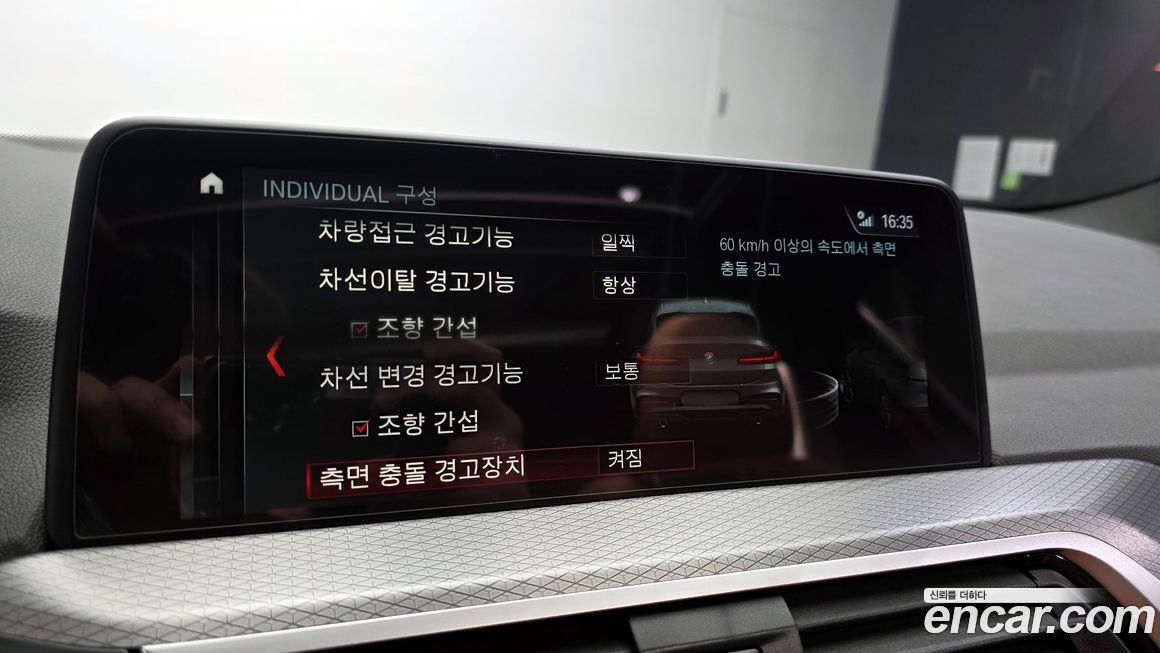 INDIVIDUAL 구성
16:35
차량접근 경고기능 일찍
차선이탈 경고기능 항상
조향 간섭
차선 변경 경고기능 보통
조향 간섭
측면 충돌 경고장치 켜짐
60 km/h 이상의 속도에서 측면
충돌 경고
신뢰를 더하다
encar.com